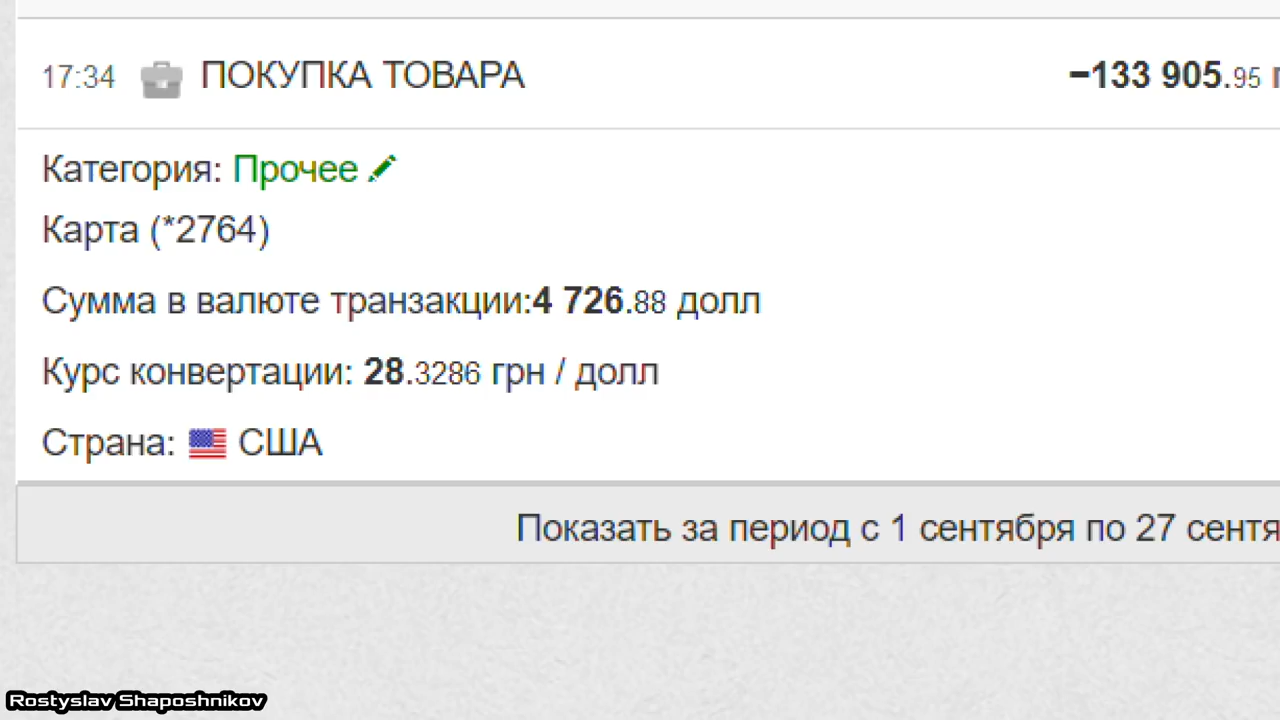 17:34 ПОКУПКА ТОВАРА −133 905.95
Категория: Прочее
Карта (*2764)
Сумма в валюте транзакции:4 726.88 долл
Курс конвертации: 28.3286 грн / долл
Страна: США
Показать за период с 1 сентября по 27 сентя
Rostyslav Shaposhnikov